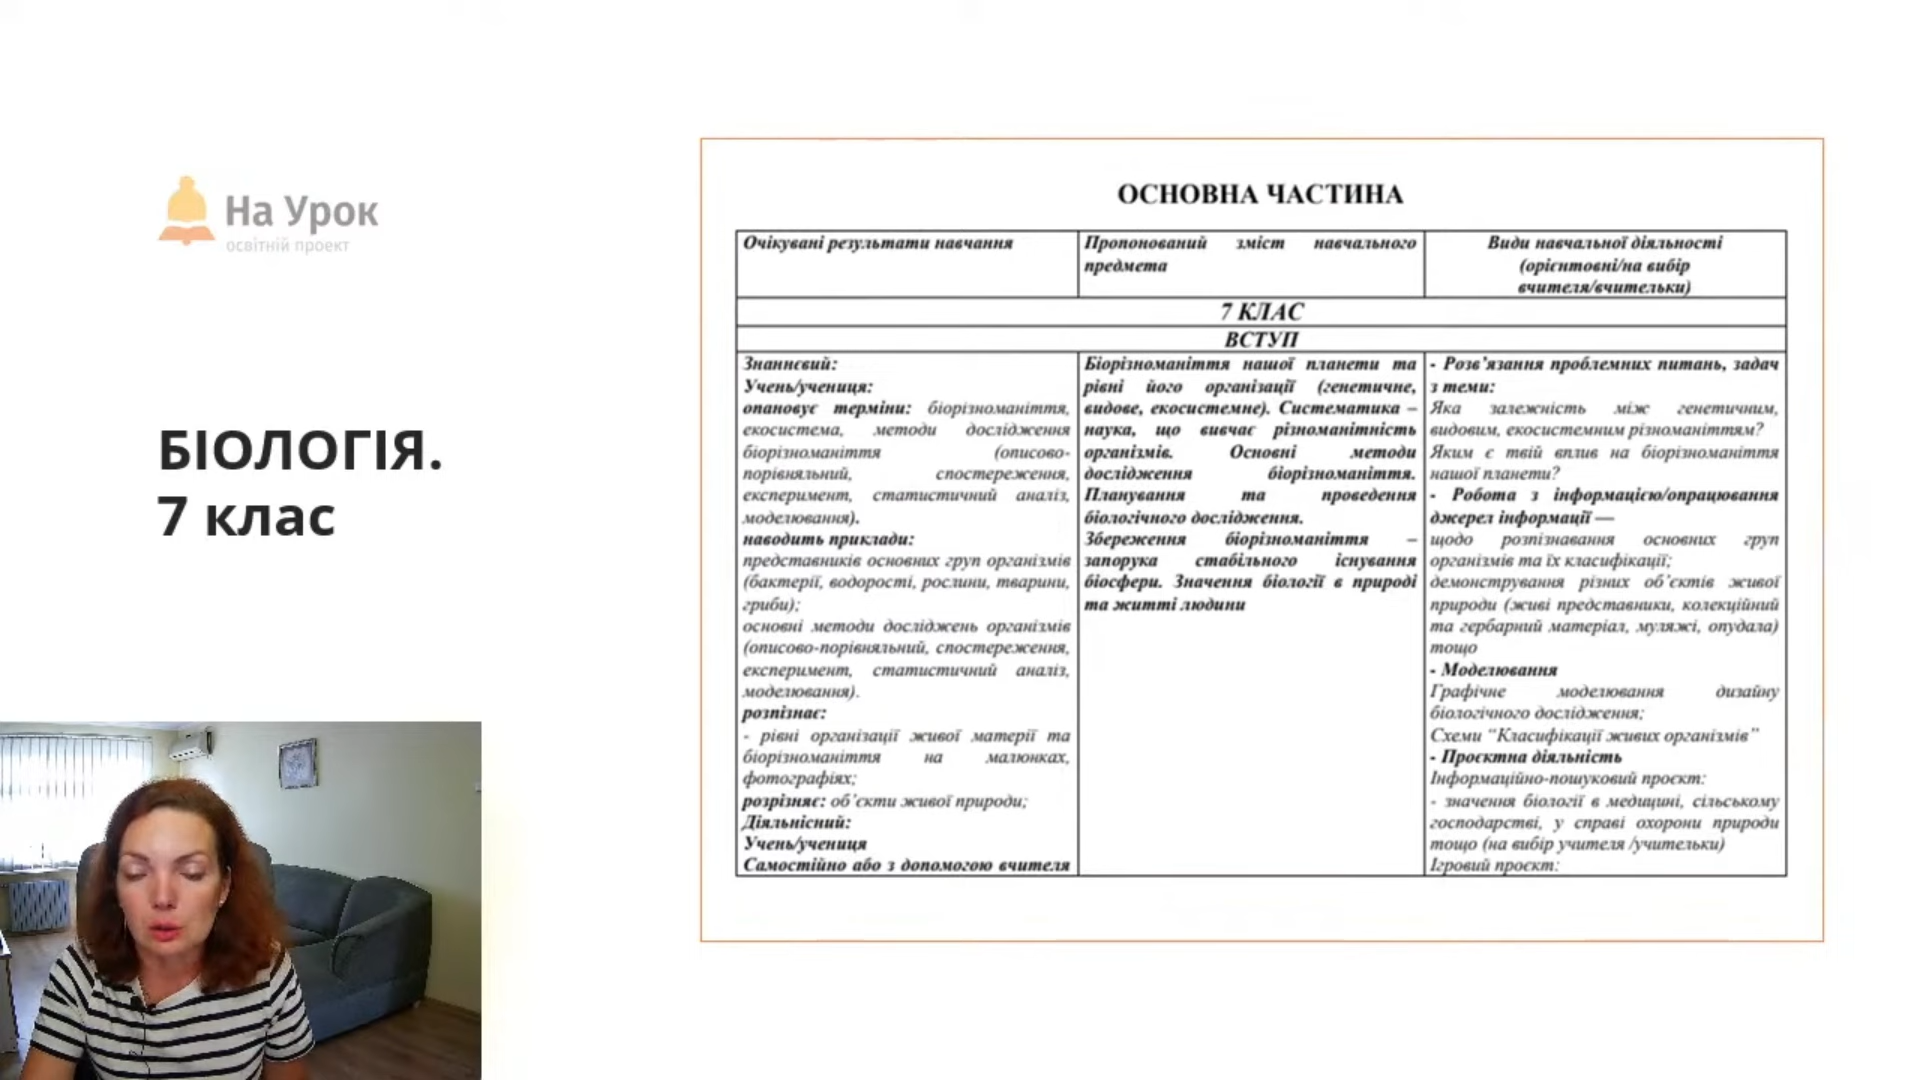 На Урок
освітній проект
БІОЛОГІЯ.
7 клас
ОСНОВНА ЧАСТИНА
Очікувані результати навчання
Пропонований зміст навчального
предмета
Види навчальної діяльності
(орієнтовні/на вибір
вчителя/вчительки)
7 КЛАС
ВСТУП
Знаннєвий:
Учень/учениця:
опановує терміни: біорізноманіття,
екосистема, методи дослідження
біорізноманіття (описово-
порівняльний, спостереження,
експеримент, статистичний аналіз,
моделювання).
наводить приклади:
представників основних груп організмів
(бактерії, водорості, рослини, тварини,
гриби);
основні методи досліджень організмів
(описово-порівняльний, спостереження,
експеримент, статистичний аналіз,
моделювання).
розпізнає:
- рівні організації живої матерії та
біорізноманіття на малюнках,
фотографіях;
розрізняє: об’єкти живої природи;
Діяльнісний:
Учень/учениця
Самостійно або з допомогою вчителя
Біорізноманіття нашої планети та
рівні його організації (генетичне,
видове, екосистемне). Систематика –
наука, що вивчає різноманітність
організмів. Основні методи
дослідження біорізноманіття.
Планування та проведення
біологічного дослідження.
Збереження біорізноманіття –
запорука стабільного існування
біосфери. Значення біології в природі
та житті людини
- Розв’язання проблемних питань, задач
з теми:
Яка залежність між генетичним,
видовим, екосистемним різноманіттям?
Яким є твій вплив на біорізноманіття
нашої планети?
- Робота з інформацією/опрацювання
джерел інформації —
щодо розпізнавання основних груп
організмів та їх класифікації;
демонстрування різних об’єктів живої
природи (живі представники, колекційний
та гербарний матеріал, муляжі, опудала)
тощо
- Моделювання
Графічне моделювання дизайну
біологічного дослідження;
Схеми “Класифікації живих організмів”
- Проєктна діяльність
Інформаційно-пошуковий проєкт:
- значення біології в медицині, сільському
господарстві, у справі охорони природи
тощо (на вибір учителя /учительки)
Ігровий проєкт: